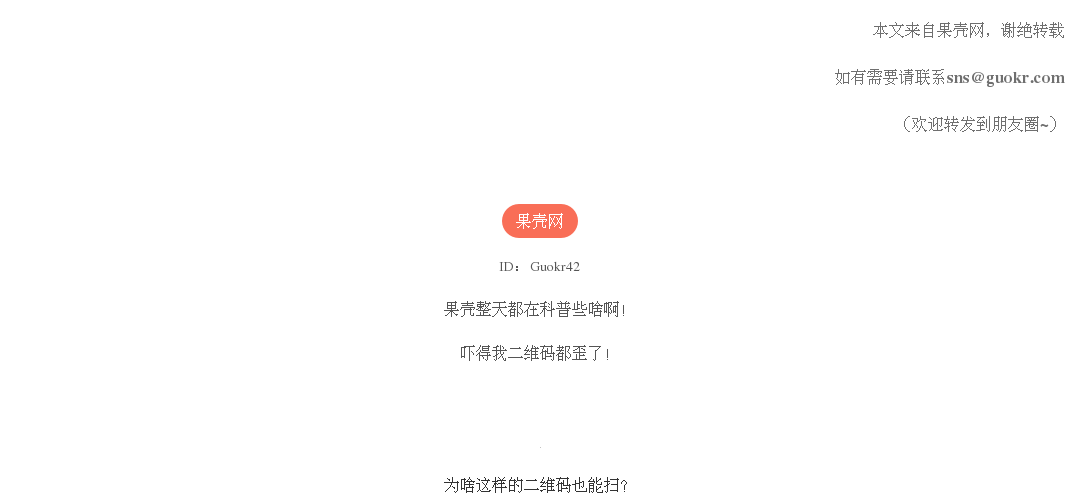 本文来自果壳网，谢绝转载
如有需要请联系sns@guokr.com
（欢迎转发到朋友圈~）
果壳网
ID：Guokr42
果壳整天都在科普些啥啊！
吓得我二维码都歪了！
为啥这样的二维码也能扫？